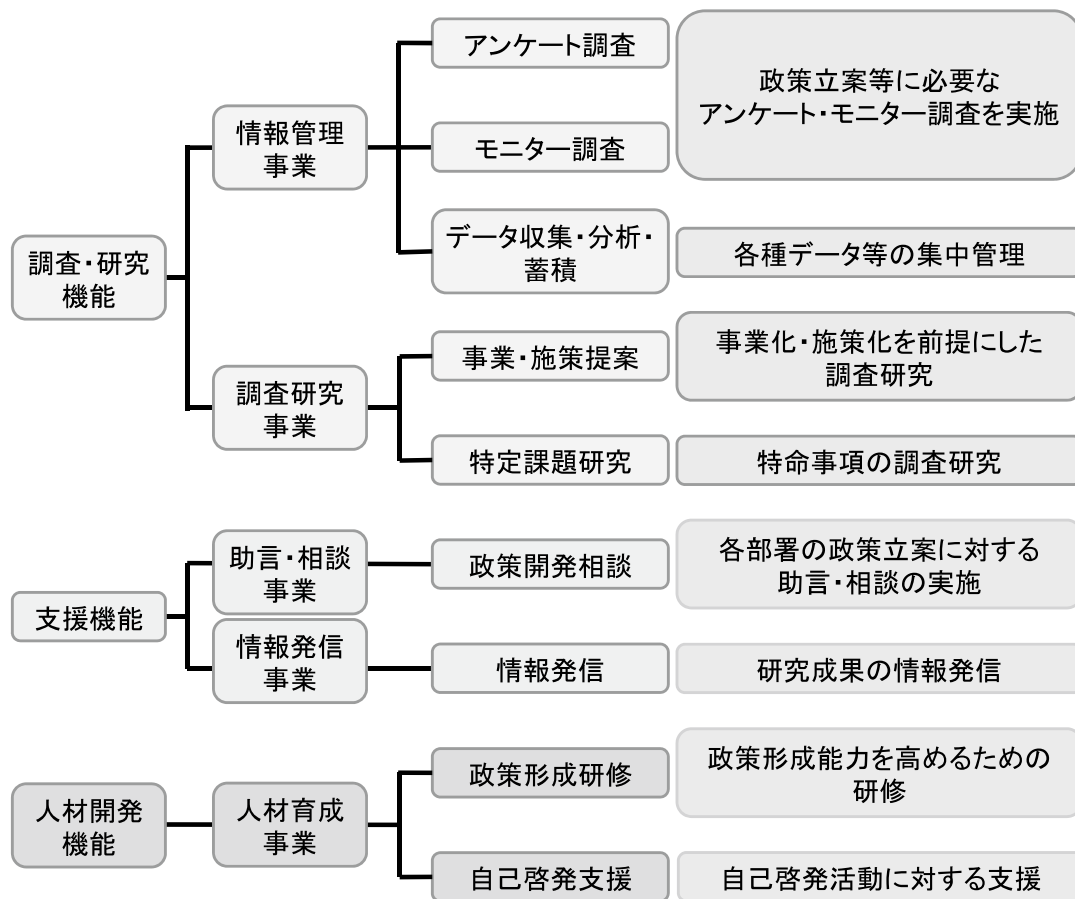 調査・研究
機能
情報管理
事業
アンケート調査
モニター調査
政策立案等に必要な
アンケート・モニター調査を実施
データ収集・分析・
蓄積
各種データ等の集中管理
調査研究
事業
事業・施策提案
事業化・施策化を前提にした
調査研究
特定課題研究
特命事項の調査研究
支援機能
助言・相談
事業
政策開発相談
各部署の政策立案に対する
助言・相談の実施
情報発信
事業
情報発信
研究成果の情報発信
人材開発
機能
人材育成
事業
政策形成研修
政策形成能力を高めるための
研修
自己啓発支援
自己啓発活動に対する支援